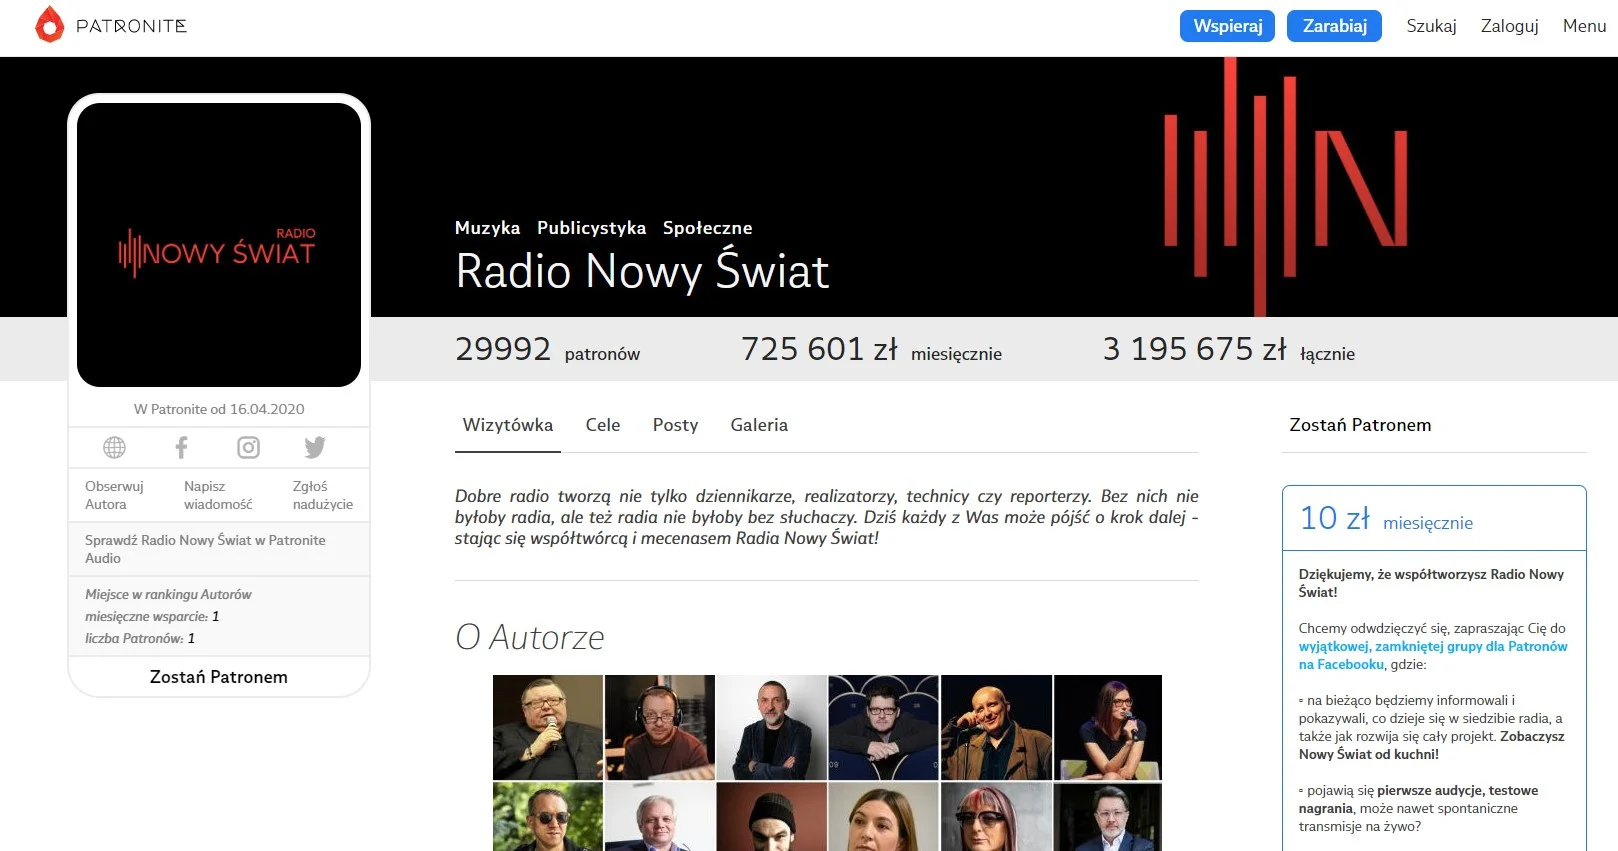 PATRONITE
Wspieraj
Zarabiaj
Szukaj
Zaloguj
Menu
RADIO
NOWY ŚWIAT
N
Muzyka Publicystyka Społeczne
Radio Nowy Świat
29992 patronów
725 601 zł miesięcznie
3 195 675 zł łącznie
W Patronite od 16.04.2020
Obserwuj
Autora
Napisz
wiadomość
Zgłoś
nadużycie
Sprawdź Radio Nowy Świat w Patronite
Audio
Miejsce w rankingu Autorów
miesięczne wsparcie: 1
liczba Patronów: 1
Zostań Patronem
Wizytówka
Cele
Posty
Galeria
Dobre radio tworzą nie tylko dziennikarze, realizatorzy, technicy czy reporterzy. Bez nich nie
byłoby radia, ale też radia nie byłoby bez słuchaczy. Dziś każdy z Was może pójść o krok dalej -
stając się współtwórcą i mecenasem Radia Nowy Świat!
O Autorze
Zostań Patronem
10 zł miesięcznie
Dziękujemy, że współtworzysz Radio Nowy
Świat!
Chcemy odwdzięczyć się, zapraszając Cię do
wyjątkowej, zamkniętej grupy dla Patronów
na Facebooku, gdzie:
▫ na bieżąco będziemy informowali i
pokazywali, co dzieje się w siedzibie radia, a
także jak rozwija się cały projekt. Zobaczysz
Nowy Świat od kuchni!
▫ pojawią się pierwsze audycje, testowe
nagrania, może nawet spontaniczne
transmisje na żywo?